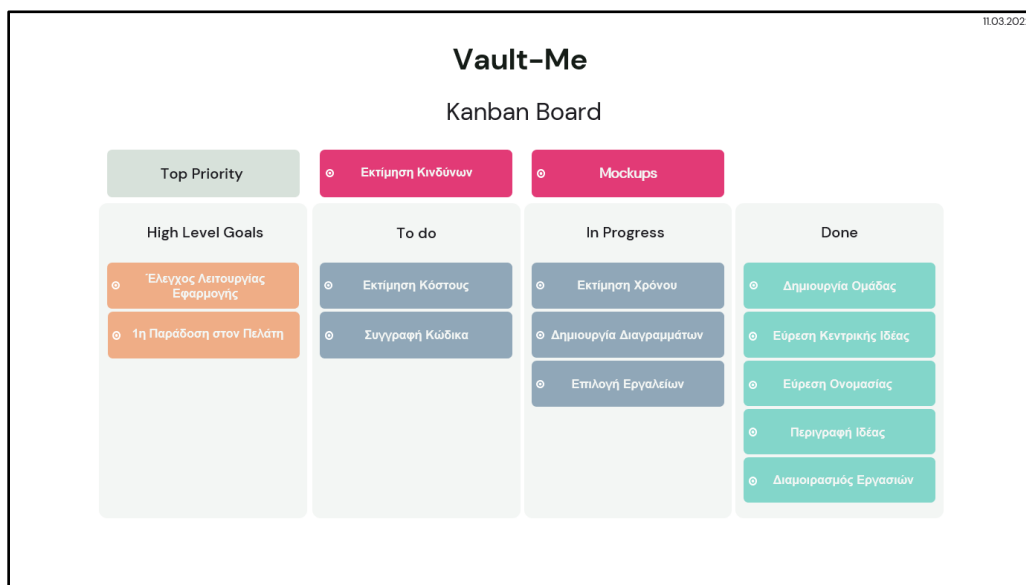 11.03.202
Vault-Me
Kanban Board
Top Priority
Εκτίμηση Κινδύνων
Mockups
High Level Goals
To do
In Progress
Done
Έλεγχος Λειτουργίας
Εφαρμογής
Εκτίμηση Κόστους
Εκτίμηση Χρόνου
Δημιουργία Ομάδας
1η Παράδοση στον Πελάτη
Συγγραφή Κώδικα
Δημιουργία Διαγραμμάτων
Εύρεση Κεντρικής Ιδέας
Επιλογή Εργαλείων
Εύρεση Ονομασίας
Περιγραφή Ιδέας
Διαμοιρασμός Εργασιών